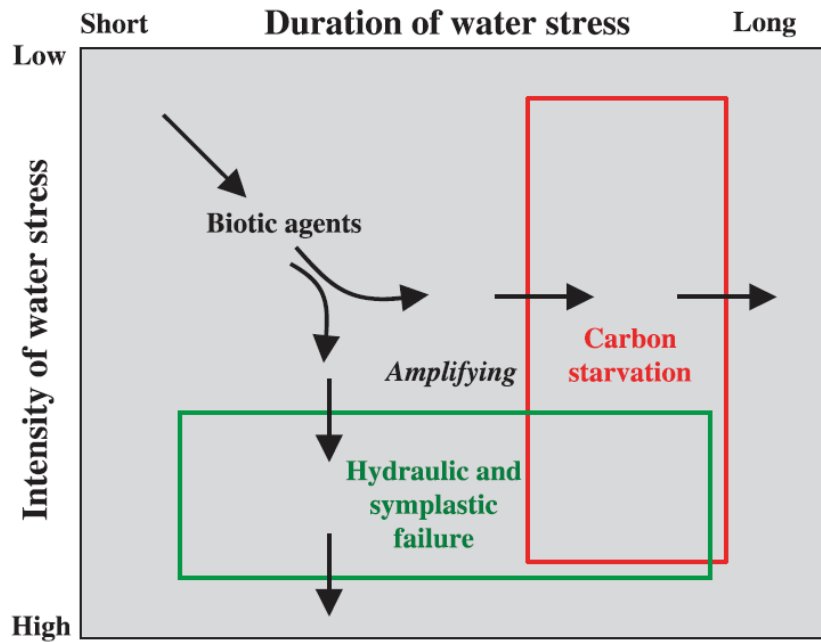 Short
Duration of water stress
Long
Low
Intensity of water stress
Biotic agents
Amplifying
Carbon
starvation
Hydraulic and
symplastic
failure
High